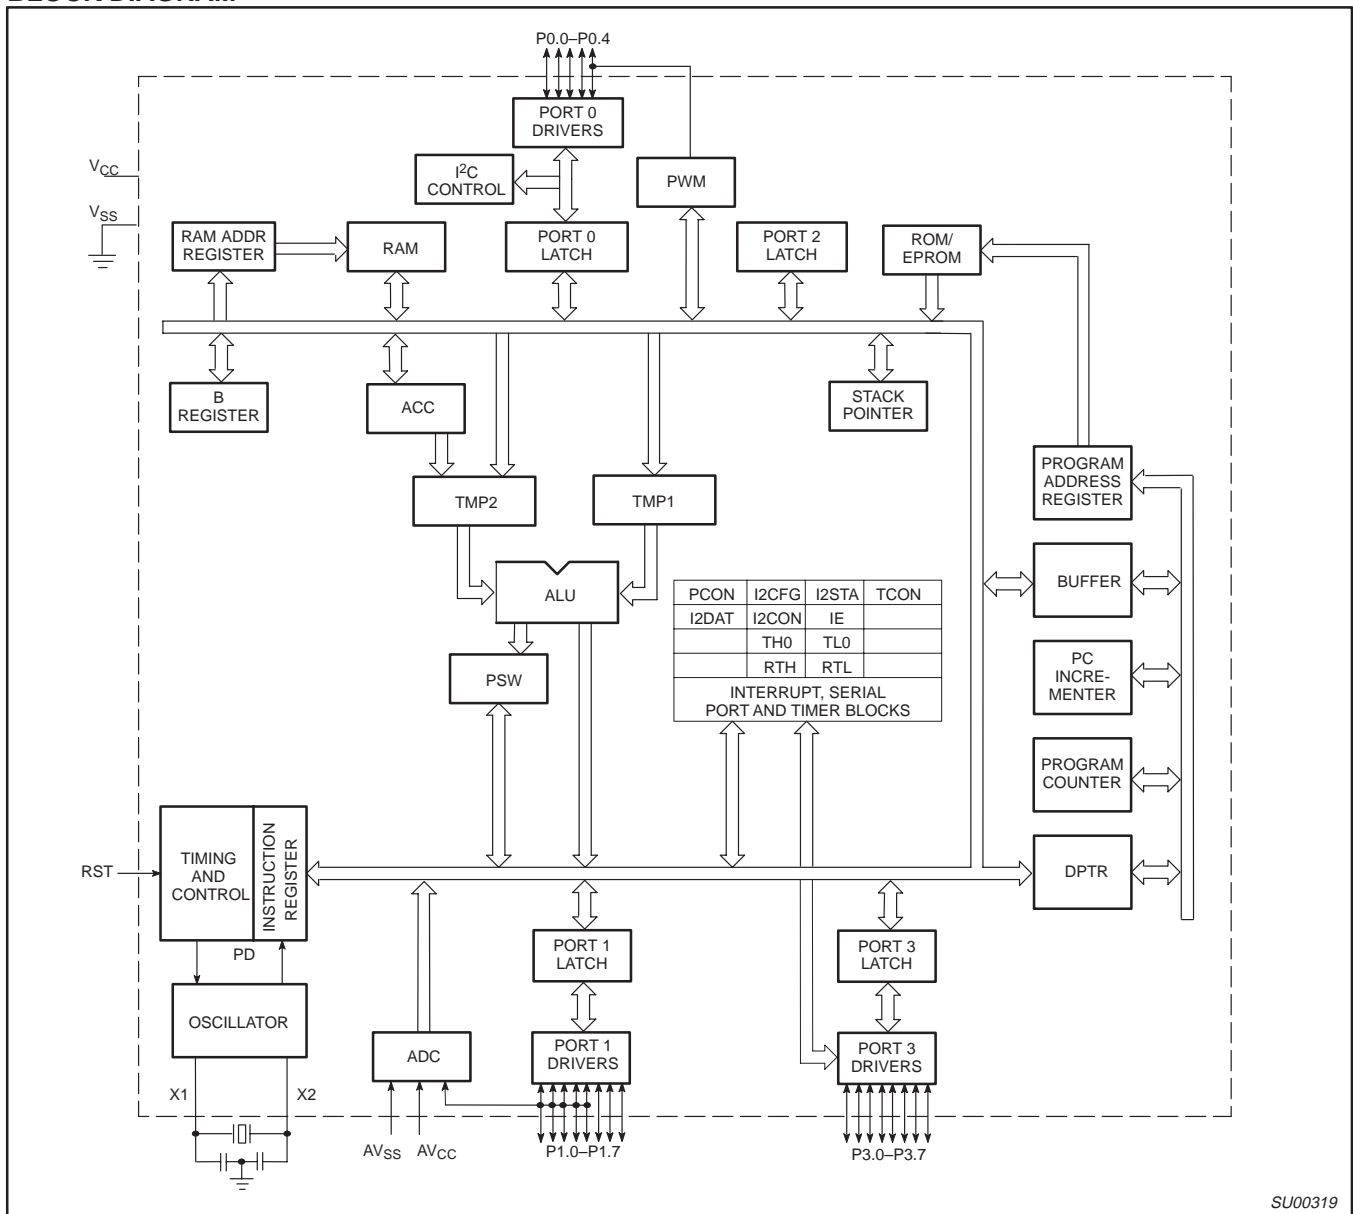 P0.0–P0.4
PORT 0
DRIVERS
VCC
I2C
CONTROL
PWM
VSS
RAM ADDR
REGISTER
RAM
PORT 0
LATCH
PORT 2
LATCH
ROM/
EPROM
B
REGISTER
ACC
STACK
POINTER
TMP2
TMP1
PROGRAM
ADDRESS
REGISTER
ALU
BUFFER
PCON I2CFG I2STA TCON
I2DAT I2CON IE
TH0 TL0
RTH RTL
INTERRUPT, SERIAL
PORT AND TIMER BLOCKS
PSW
PC
INCRE-
MENTER
PROGRAM
COUNTER
RST
TIMING
AND
CONTROL
INSTRUCTION
REGISTER
DPTR
PD
OSCILLATOR
PORT 1
LATCH
PORT 3
LATCH
ADC
PORT 1
DRIVERS
PORT 3
DRIVERS
X1
X2
AVSS
AVCC
P1.0–P1.7
P3.0–P3.7
SU00319